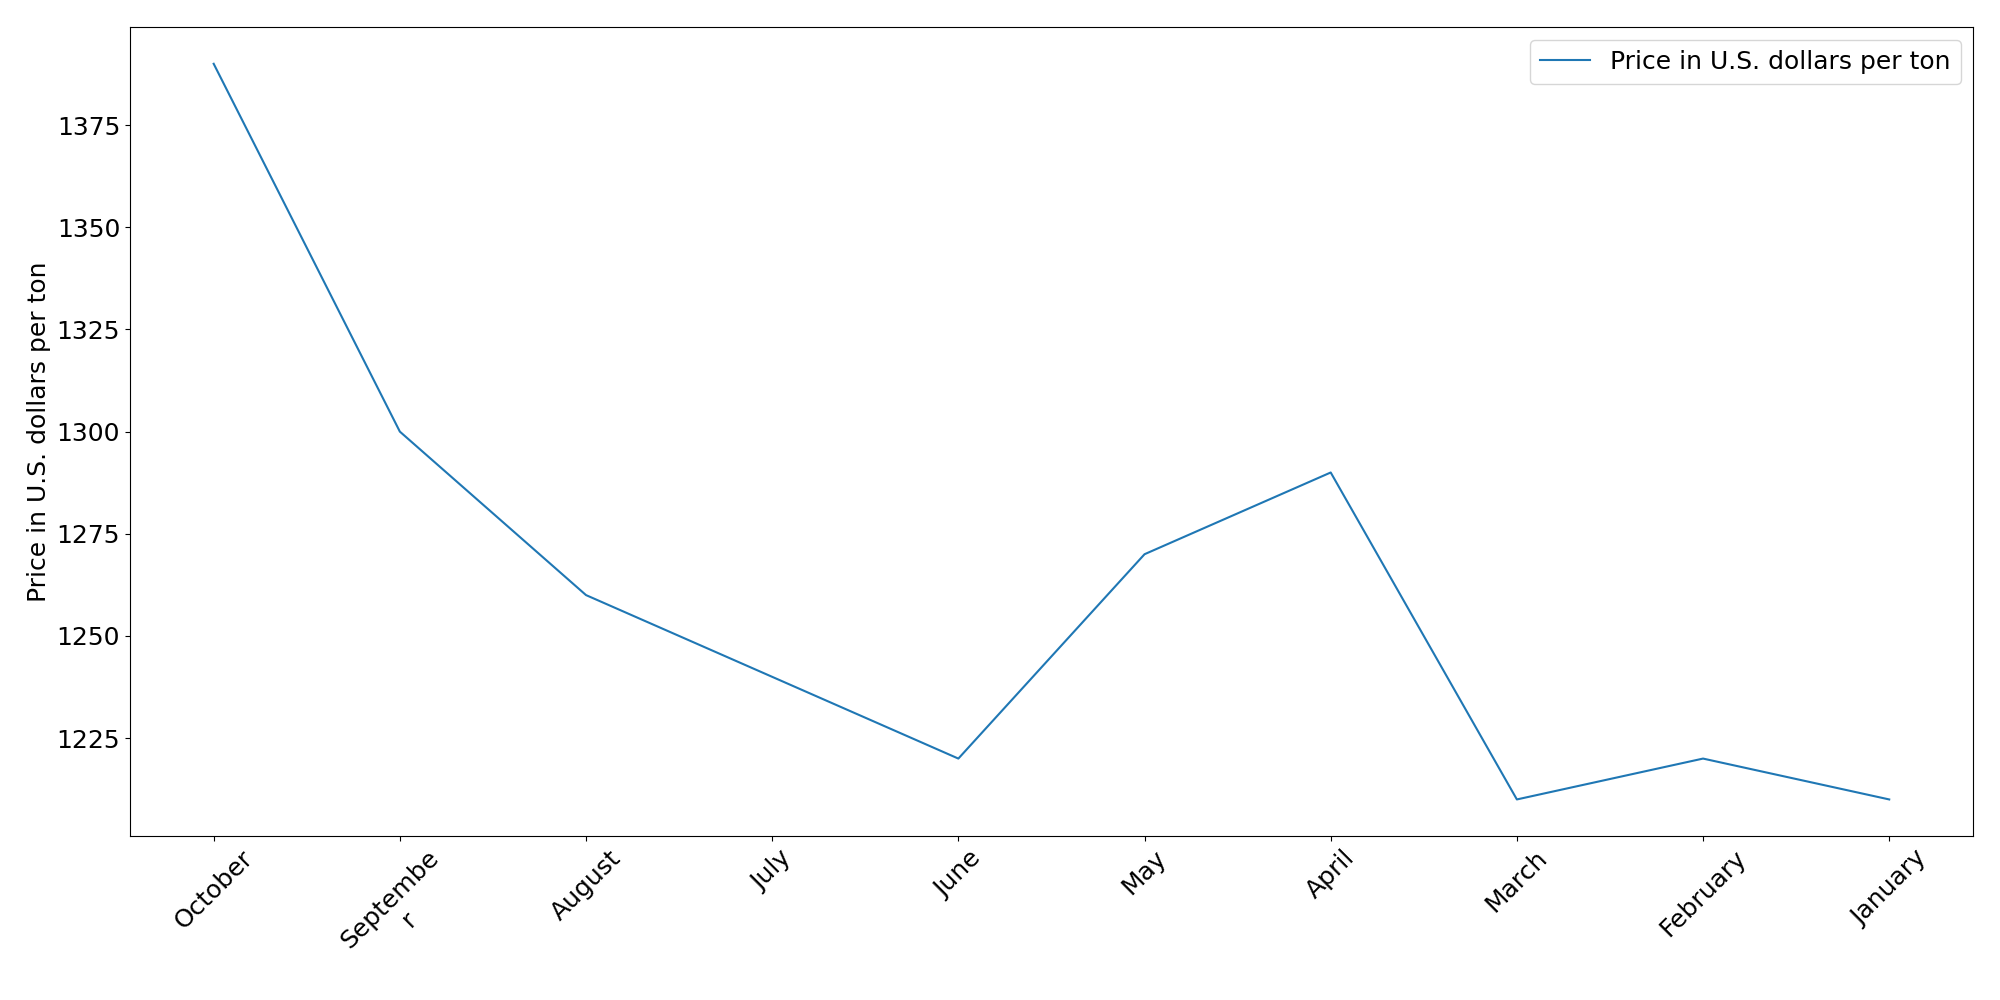 Price in U.S. dollars per ton
Price in U.S. dollars per ton
1375
1350
1325
1300
1275
1250
1225
October
Septembe
r
August
July
June
May
April
March
February
January